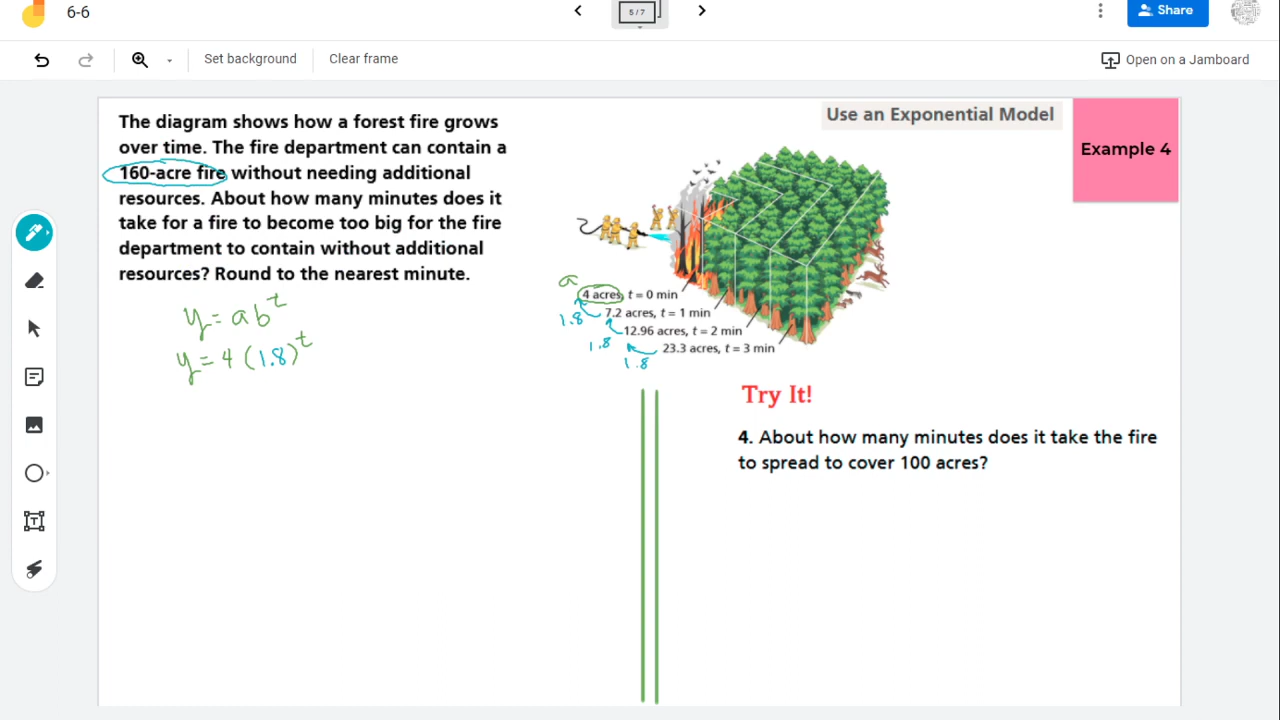 6-6
5 / 7
Share
Set background
Clear frame
Open on a Jamboard
The diagram shows how a forest fire grows
over time. The fire department can contain a
160-acre fire without needing additional
resources. About how many minutes does it
take for a fire to become too big for the fire
department to contain without additional
resources? Round to the nearest minute.
y = ab^t
y = 4(1.8)^t
Use an Exponential Model
Example 4
a
4 acres, t = 0 min
1.8
7.2 acres, t = 1 min
12.96 acres, t = 2 min
1.8
23.3 acres, t = 3 min
1.8
Try It!
4. About how many minutes does it take the fire
to spread to cover 100 acres?